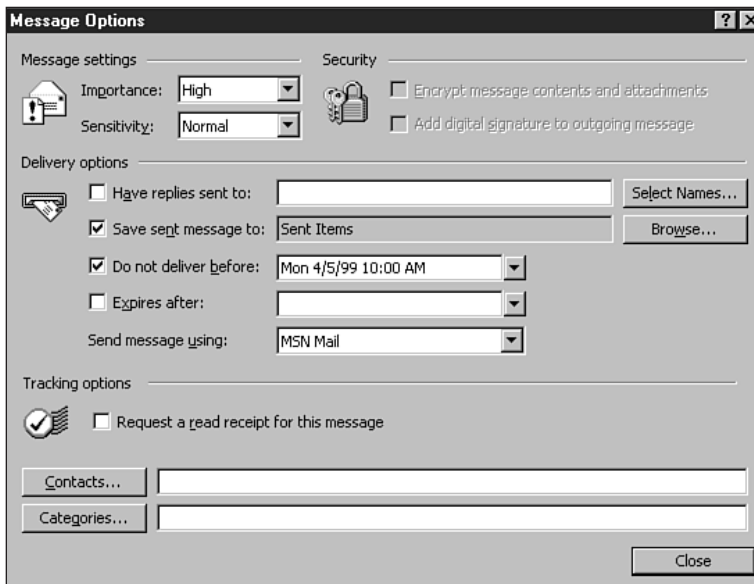 Message Options
Message settings
Importance: High
Sensitivity: Normal
Security
Encrypt message contents and attachments
Add digital signature to outgoing message
Delivery options
Have replies sent to: Select Names...
Save sent message to: Sent Items Browse...
Do not deliver before: Mon 4/5/99 10:00 AM
Expires after:
Send message using: MSN Mail
Tracking options
Request a read receipt for this message
Contacts...
Categories...
Close